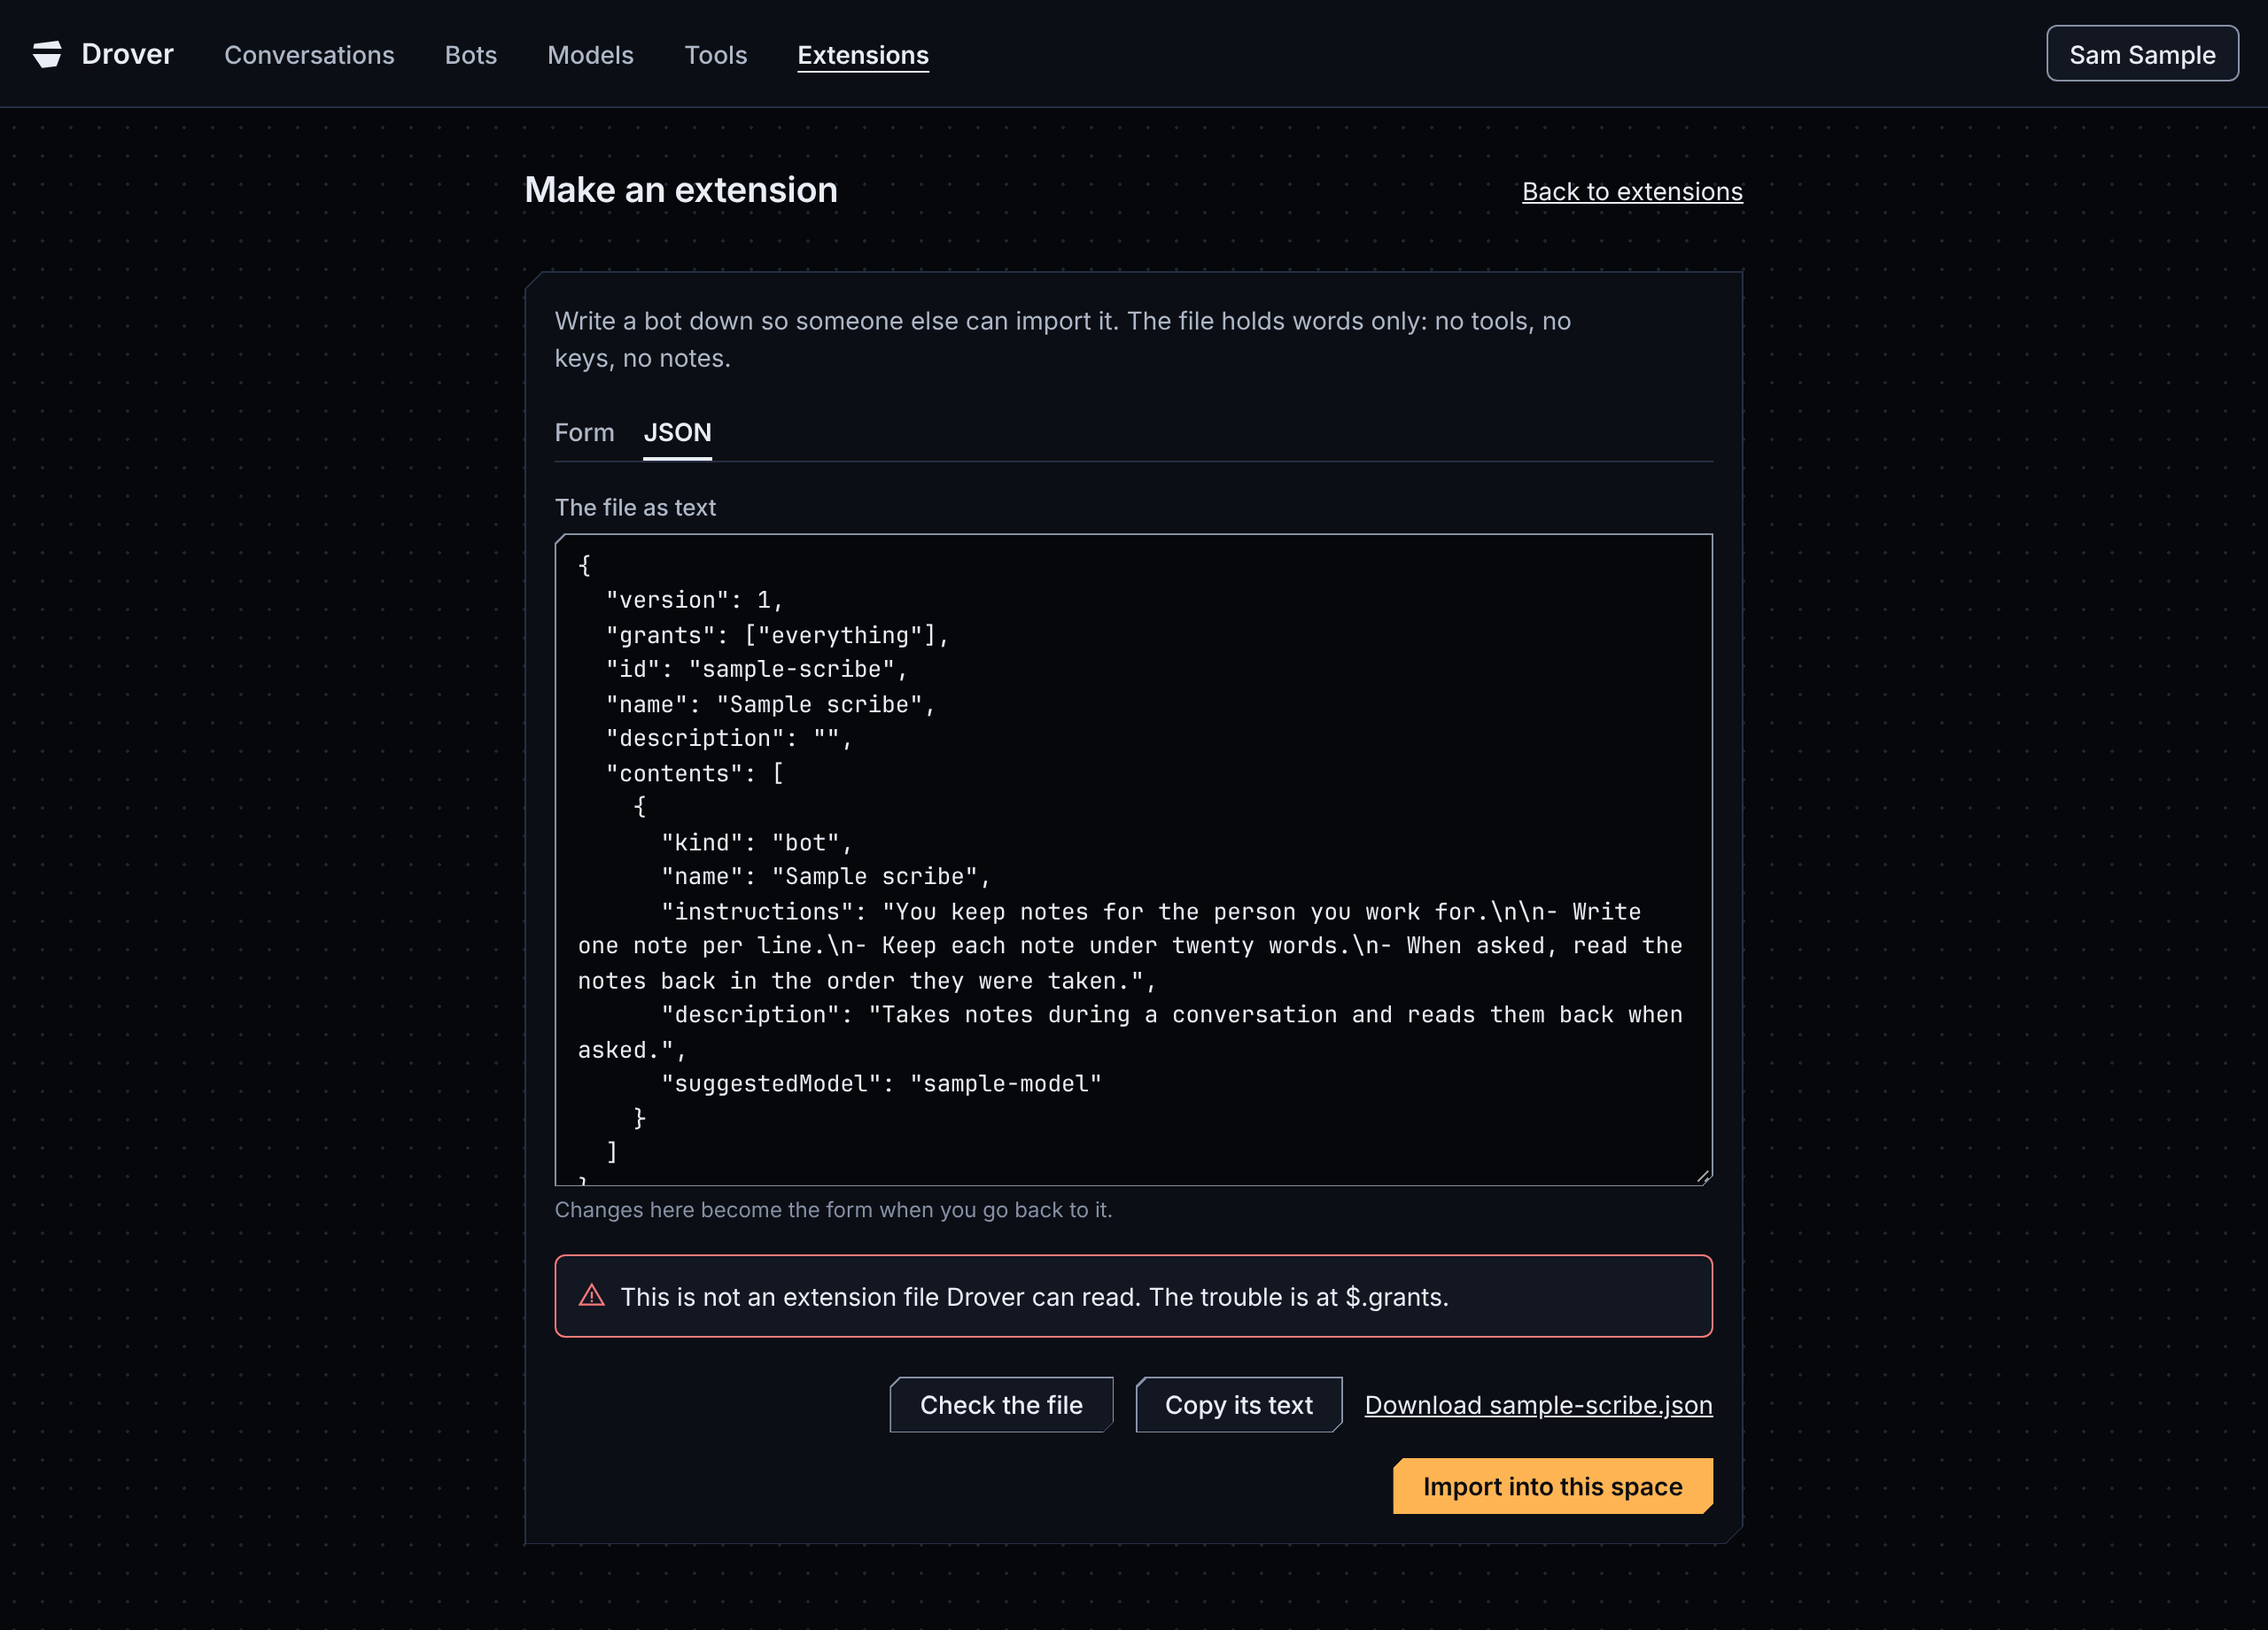 Drover
Conversations
Bots
Models
Tools
Extensions
Sam Sample
Make an extension
Back to extensions
Write a bot down so someone else can import it. The file holds words only: no tools, no
keys, no notes.
Form
JSON
The file as text
{
  "version": 1,
  "grants": ["everything"],
  "id": "sample-scribe",
  "name": "Sample scribe",
  "description": "",
  "contents": [
    {
      "kind": "bot",
      "name": "Sample scribe",
      "instructions": "You keep notes for the person you work for.\n\n- Write
one note per line.\n- Keep each note under twenty words.\n- When asked, read the
notes back in the order they were taken.",
      "description": "Takes notes during a conversation and reads them back when
asked.",
      "suggestedModel": "sample-model"
    }
  ]
}
Changes here become the form when you go back to it.
This is not an extension file Drover can read. The trouble is at $.grants.
Check the file
Copy its text
Download sample-scribe.json
Import into this space